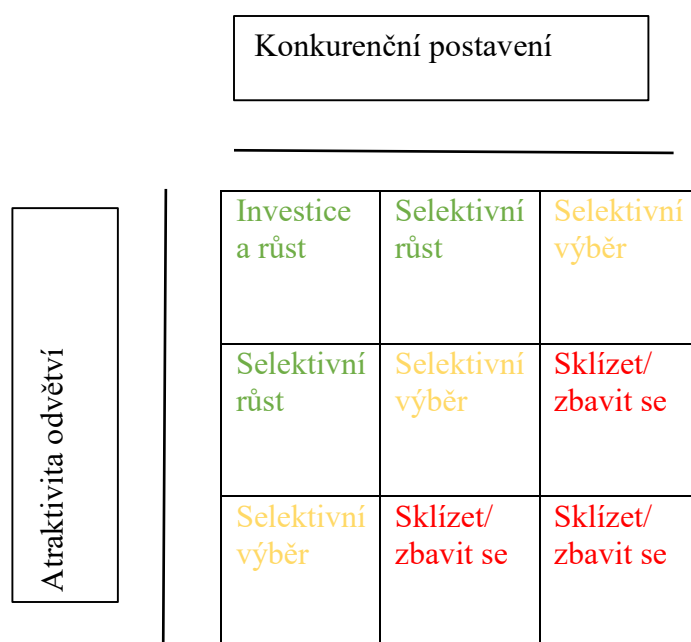 Konkurenční postavení
Atraktivita odvětví
Investice
a růst
Selektivní
růst
Selektivní
výběr
Selektivní
růst
Selektivní
výběr
Sklízet/
zbavit se
Selektivní
výběr
Sklízet/
zbavit se
Sklízet/
zbavit se